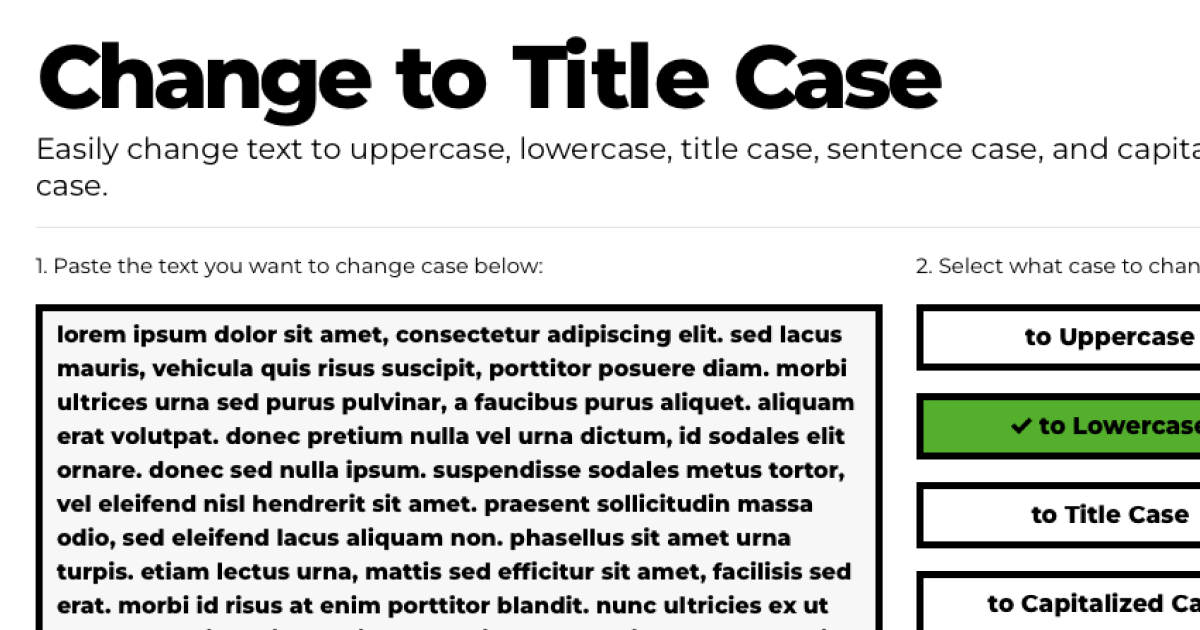 Change to Title Case
Easily change text to uppercase, lowercase, title case, sentence case, and
case.
1. Paste the text you want to change case below:
2. Select what case to
lorem ipsum dolor sit amet, consectetur adipiscing elit. sed lacus
mauris, vehicula quis risus suscipit, porttitor posuere diam. morbi
ultrices urna sed purus pulvinar, a faucibus purus aliquet. aliquam
erat volutpat. donec pretium nulla vel urna dictum, id sodales elit
ornare. donec sed nulla ipsum. suspendisse sodales metus tortor,
vel eleifend nisl hendrerit sit amet. praesent sollicitudin massa
odio, sed eleifend lacus aliquam non. phasellus sit amet urna
turpis. etiam lectus urna, mattis sed efficitur sit amet, facilisis sed
erat. morbi id risus at enim porttitor blandit. nunc ultricies ex ut
to Uppercase
✓ to Lowercase
to Title Case
to Capitalized